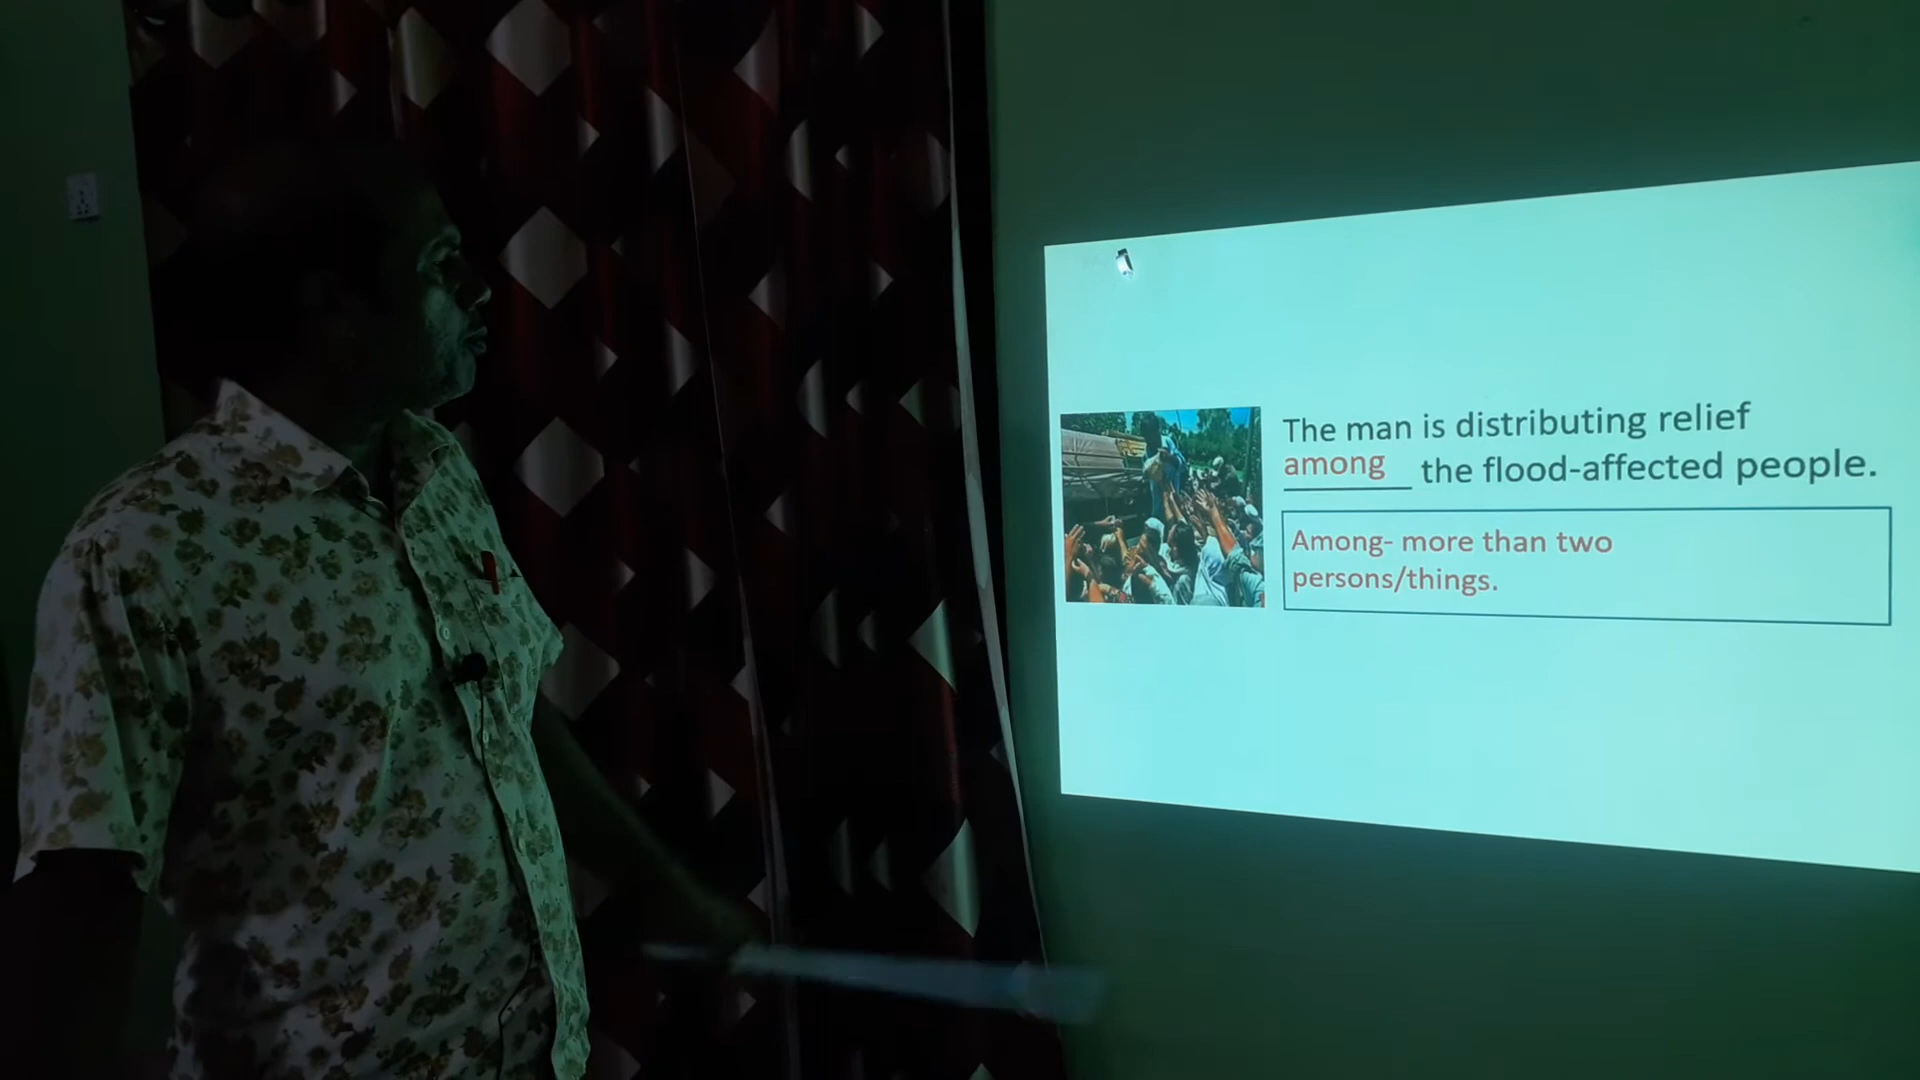 The man is distributing relief
among the flood-affected people.
Among- more than two
persons/things.